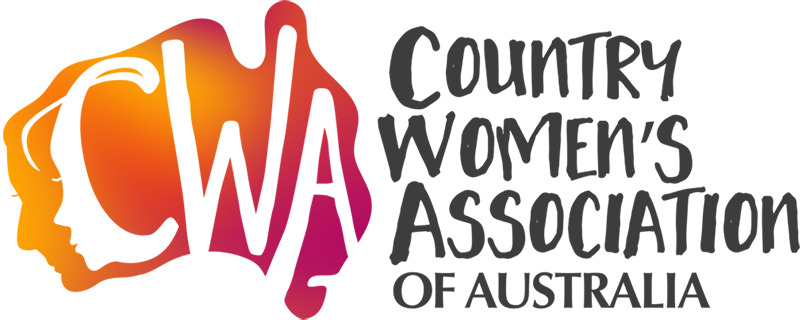 CWA
COUNTRY
WOMEN'S
ASSOCIATION
OF AUSTRALIA